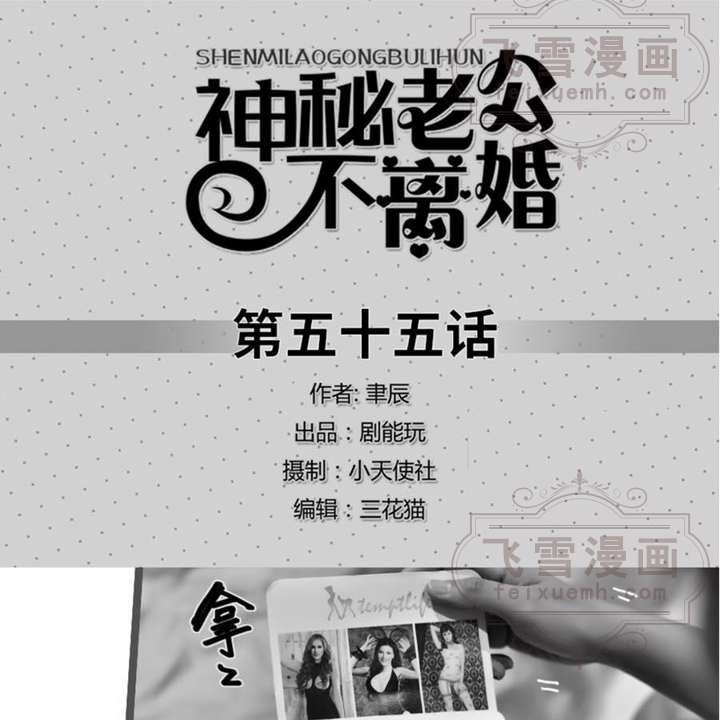 SHENMILAOGONGBULIHUN
神秘老公
不离婚
飞雪漫画
feixuemh.com
第五十五话
作者: 聿辰
出品：剧能玩
摄制：小天使社
编辑：三花猫
飞雪漫画
feixuemh.com
拿
temptlife